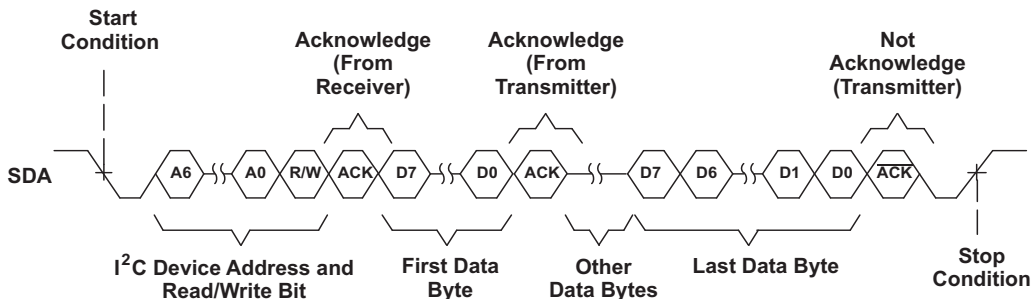 Start
Condition
Acknowledge
(From
Receiver)
Acknowledge
(From
Transmitter)
Not
Acknowledge
(Transmitter)
SDA
A6
A0
R/W
ACK
D7
D0
ACK
D7
D6
D1
D0
A̅C̅K̅
I²C Device Address and
Read/Write Bit
First Data
Byte
Other
Data Bytes
Last Data Byte
Stop
Condition